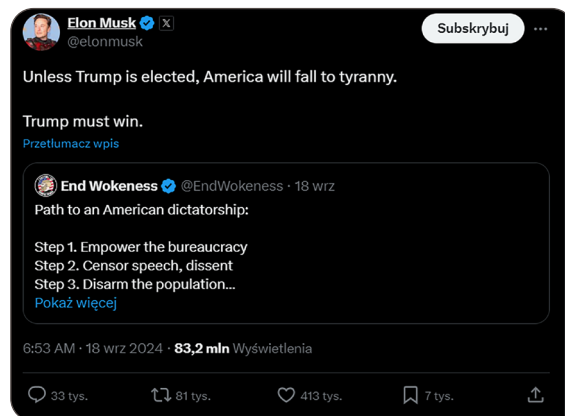 Elon Musk X
Subskrybuj
@elonmusk
Unless Trump is elected, America will fall to tyranny.
Trump must win.
Przetłumacz wpis
End Wokeness @EndWokeness · 18 wrz
Path to an American dictatorship:
Step 1. Empower the bureaucracy
Step 2. Censor speech, dissent
Step 3. Disarm the population...
Pokaż więcej
6:53 AM · 18 wrz 2024 · 83,2 mln Wyświetlenia
33 tys. 81 tys. 413 tys. 7 tys.